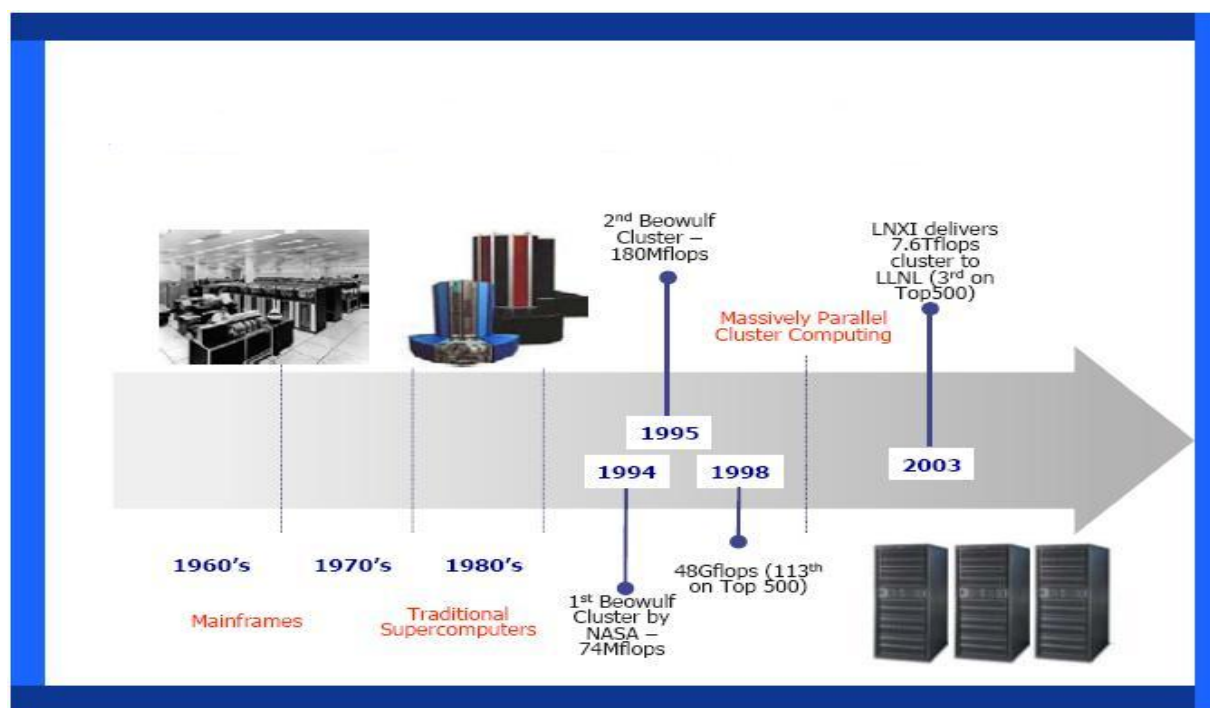 2nd Beowulf
Cluster –
180Mflops
LNXI delivers
7.6Tflops
cluster to
LLNL (3rd on
Top500)
Massively Parallel
Cluster Computing
1995
1994
1998
2003
1960's
1970's
1980's
Mainframes
Traditional
Supercomputers
1st Beowulf
Cluster by
NASA –
74Mflops
48Gflops (113th
on Top 500)